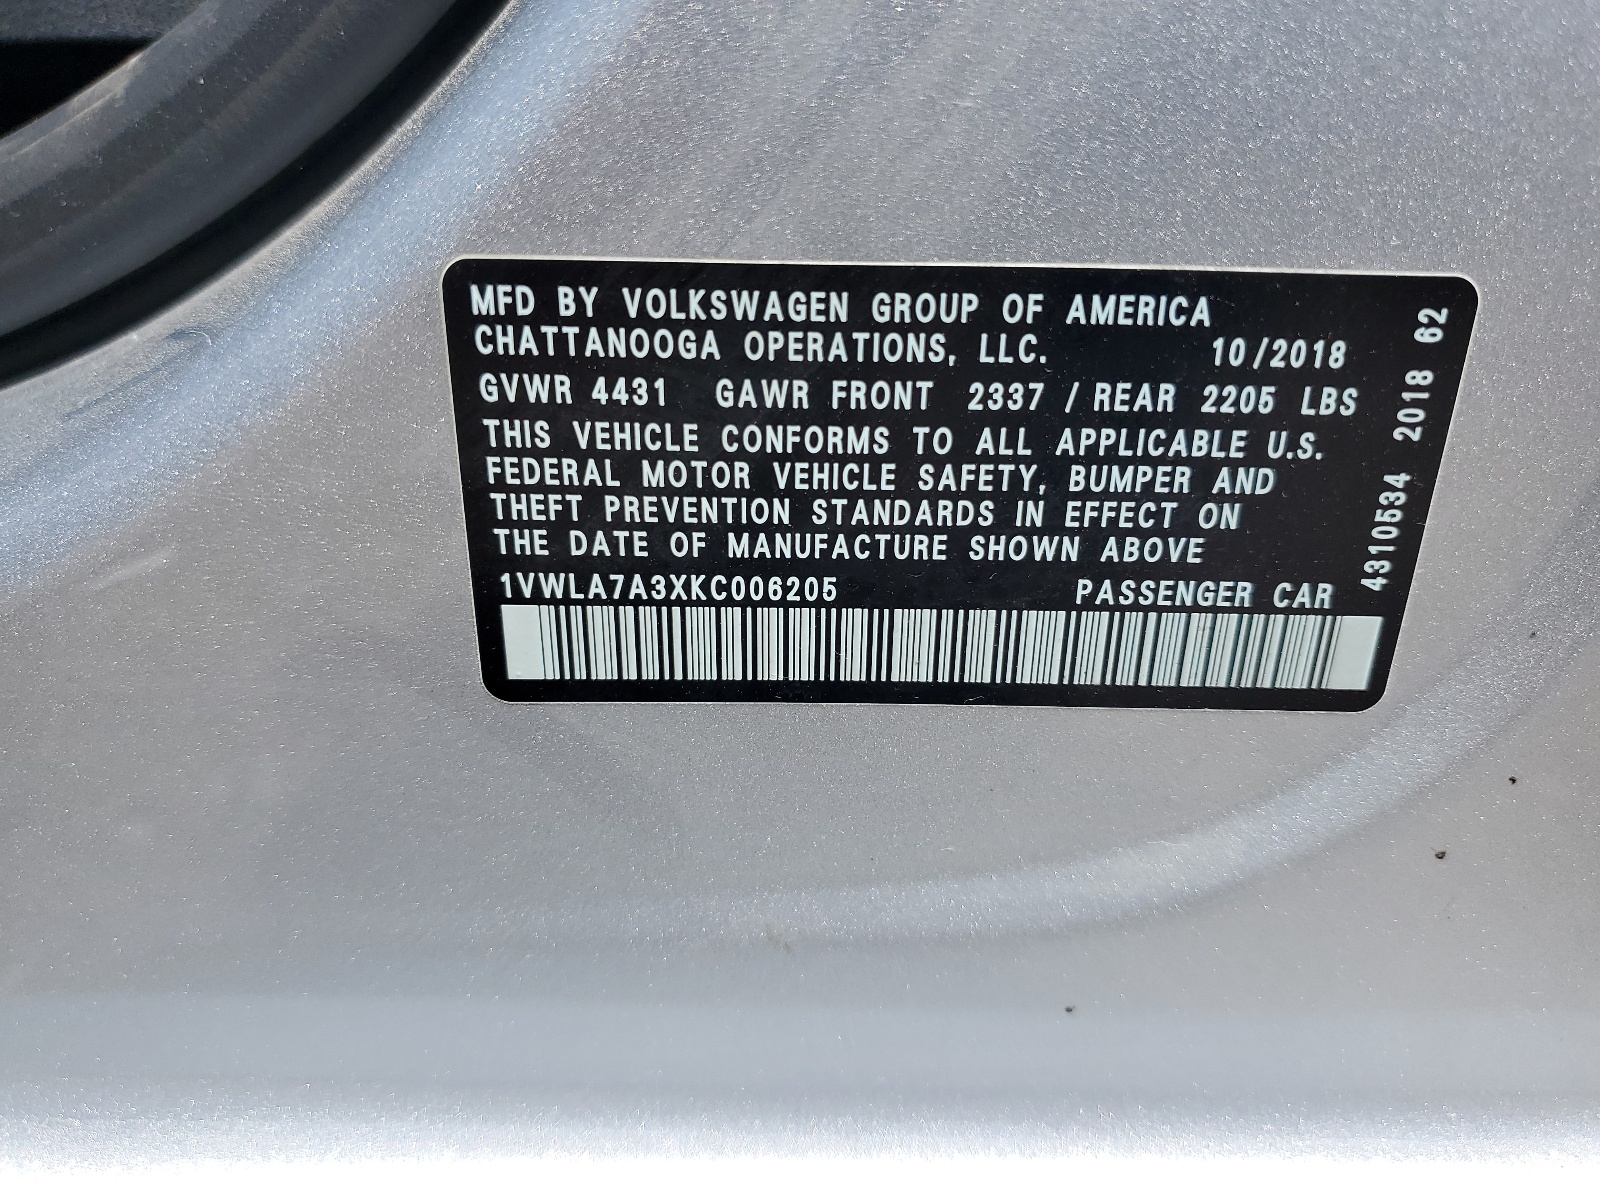 MFD BY VOLKSWAGEN GROUP OF AMERICA
CHATTANOOGA OPERATIONS, LLC. 10/2018
GVWR 4431 GAWR FRONT 2337 / REAR 2205 LBS
THIS VEHICLE CONFORMS TO ALL APPLICABLE U.S.
FEDERAL MOTOR VEHICLE SAFETY, BUMPER AND
THEFT PREVENTION STANDARDS IN EFFECT ON
THE DATE OF MANUFACTURE SHOWN ABOVE
1VWLA7A3XKC006205 PASSENGER CAR
4310534 2018 62